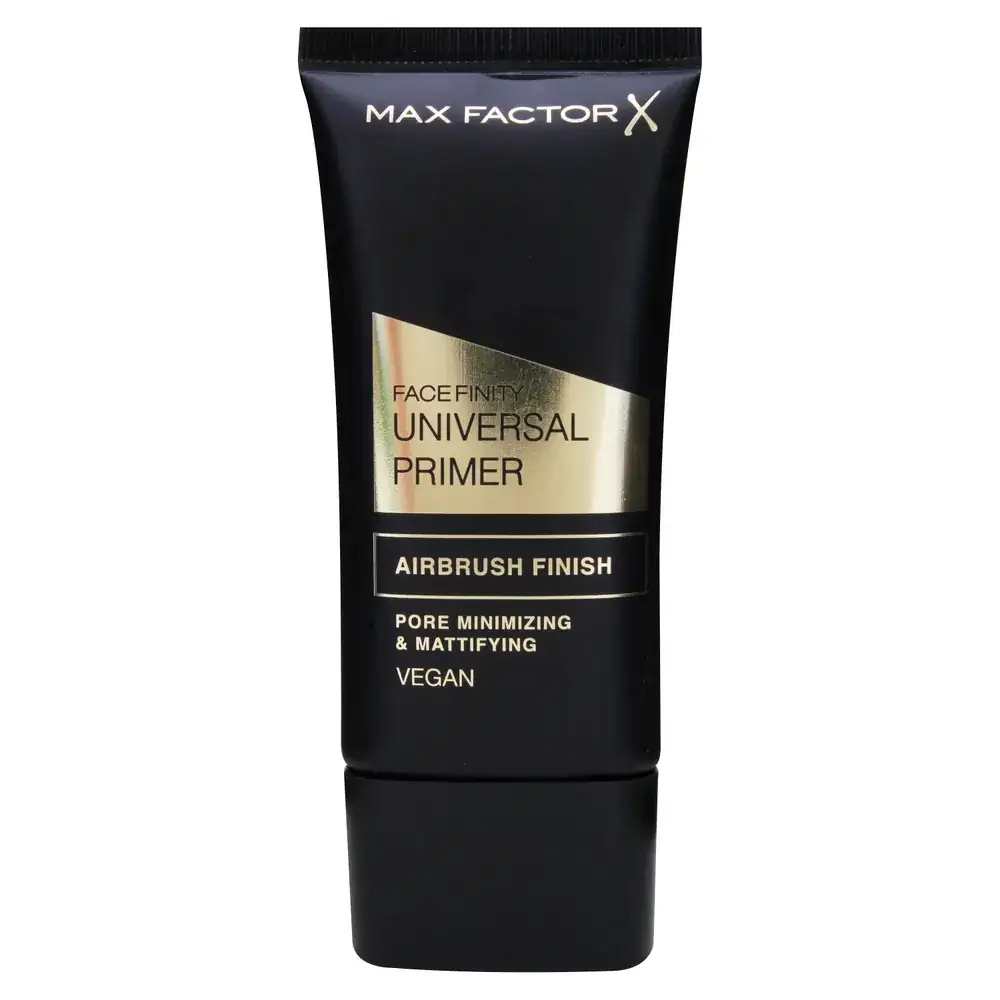 MAX FACTOR X
FACEFINITY
UNIVERSAL
PRIMER
AIRBRUSH FINISH
PORE MINIMIZING
& MATTIFYING
VEGAN